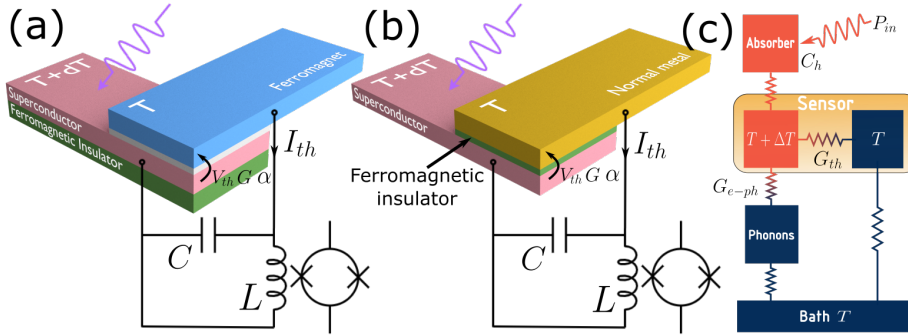 (a)
T+dT
T
Ferromagnet
Superconductor
Ferromagnetic Insulator
V_th G α
I_th
C
L
(b)
T+dT
T
Normal metal
Superconductor
Ferromagnetic
insulator
V_th G α
I_th
C
L
(c)
Absorber
P_in
C_h
Sensor
T + ΔT
T
G_th
G_e−ph
Phonons
Bath T